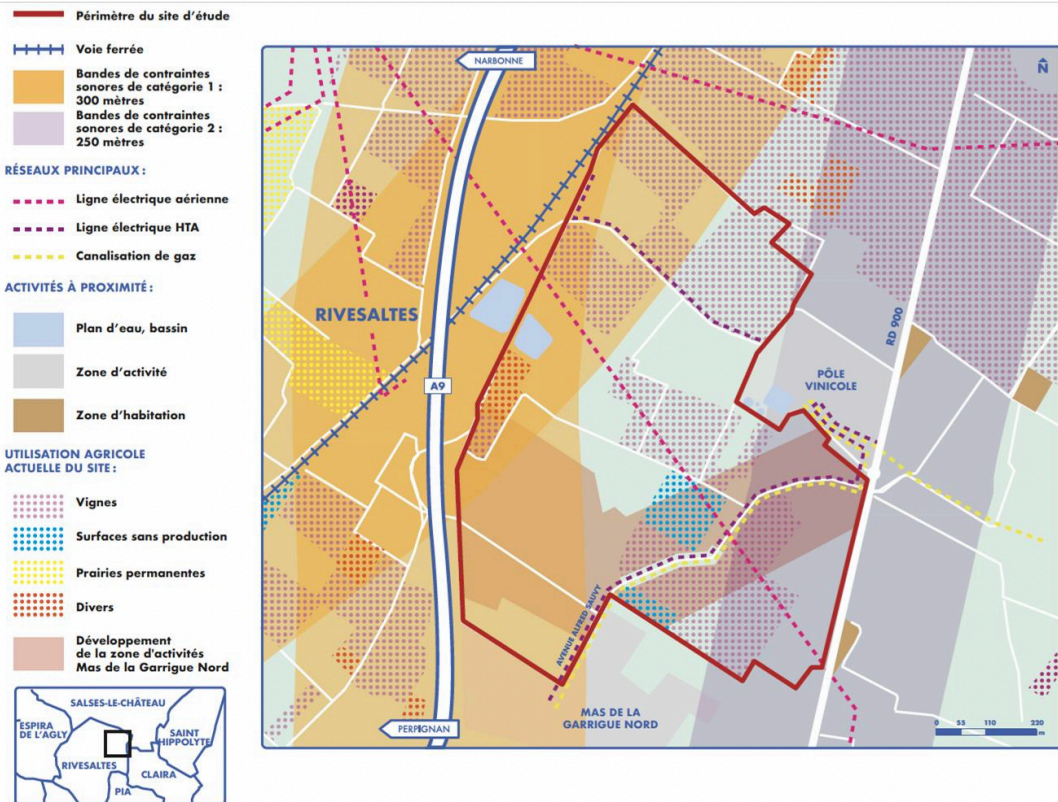 Périmètre du site d'étude
Voie ferrée
Bandes de contraintes
sonores de catégorie 1 :
300 mètres
Bandes de contraintes
sonores de catégorie 2 :
250 mètres
RÉSEAUX PRINCIPAUX :
Ligne électrique aérienne
Ligne électrique HTA
Canalisation de gaz
ACTIVITÉS À PROXIMITÉ :
Plan d'eau, bassin
Zone d'activité
Zone d'habitation
UTILISATION AGRICOLE
ACTUELLE DU SITE :
Vignes
Surfaces sans production
Prairies permanentes
Divers
Développement
de la zone d'activités
Mas de la Garrigue Nord
SALSES-LE-CHÂTEAU
ESPIRA
DE L'AGLY
SAINT
HIPPOLYTE
RIVESALTES
CLAIRA
PIA
NARBONNE
N
RIVESALTES
RD 900
A9
PÔLE
VINICOLE
AVENUE ALFRED SAUVY
MAS DE LA
GARRIGUE NORD
PERPIGNAN
0 55 110 220
m